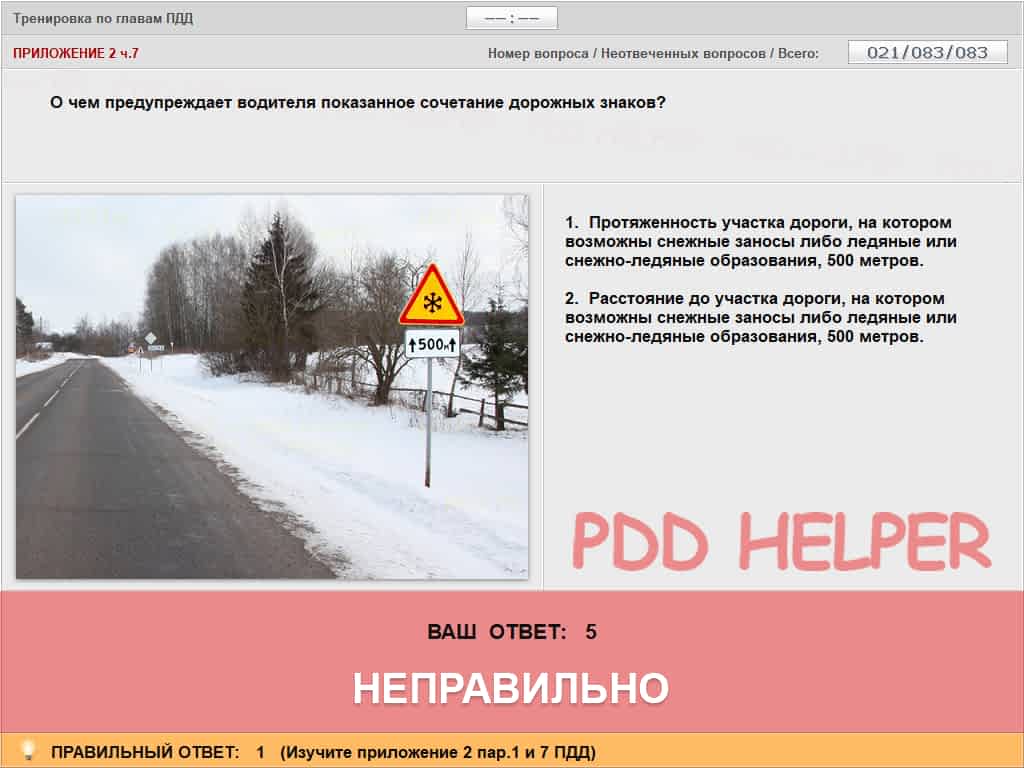 Тренировка по главам ПДД
—— : ——
ПРИЛОЖЕНИЕ 2 ч.7
Номер вопроса / Неотвеченных вопросов / Всего:
021/083/083
О чем предупреждает водителя показанное сочетание дорожных знаков?
500м
1. Протяженность участка дороги, на котором
возможны снежные заносы либо ледяные или
снежно-ледяные образования, 500 метров.
2. Расстояние до участка дороги, на котором
возможны снежные заносы либо ледяные или
снежно-ледяные образования, 500 метров.
PDD HELPER
ВАШ ОТВЕТ: 5
НЕПРАВИЛЬНО
ПРАВИЛЬНЫЙ ОТВЕТ: 1 (Изучите приложение 2 пар.1 и 7 ПДД)